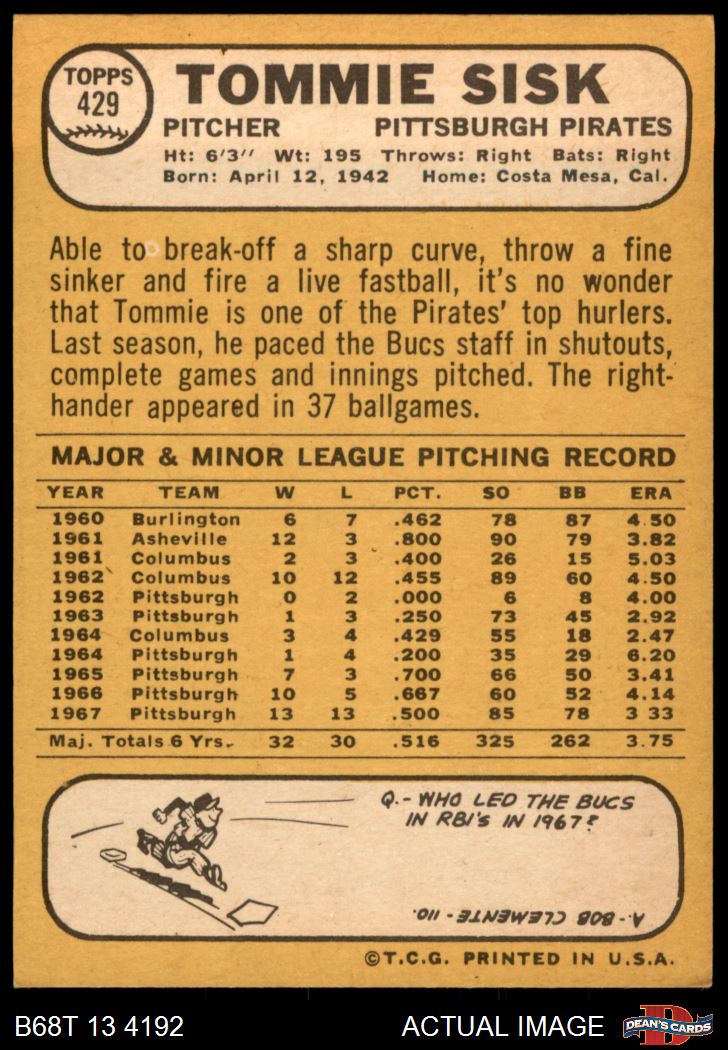 TOPPS
429
TOMMIE SISK
PITCHER PITTSBURGH PIRATES
Ht: 6'3" Wt: 195 Throws: Right Bats: Right
Born: April 12, 1942 Home: Costa Mesa, Cal.
Able to break-off a sharp curve, throw a fine
sinker and fire a live fastball, it's no wonder
that Tommie is one of the Pirates' top hurlers.
Last season, he paced the Bucs staff in shutouts,
complete games and innings pitched. The right-
hander appeared in 37 ballgames.
MAJOR & MINOR LEAGUE PITCHING RECORD
YEAR TEAM W L PCT. SO BB ERA
1960 Burlington 6 7 .462 78 87 4.50
1961 Asheville 12 3 .800 90 79 3.82
1961 Columbus 2 3 .400 26 15 5.03
1962 Columbus 10 12 .455 89 60 4.50
1962 Pittsburgh 0 2 .000 6 8 4.00
1963 Pittsburgh 1 3 .250 73 45 2.92
1964 Columbus 3 4 .429 55 18 2.47
1964 Pittsburgh 1 4 .200 35 29 6.20
1965 Pittsburgh 7 3 .700 66 50 3.41
1966 Pittsburgh 10 5 .667 60 52 4.14
1967 Pittsburgh 13 13 .500 85 78 3 33
Maj. Totals 6 Yrs. 32 30 .516 325 262 3.75
Q.- WHO LED THE BUCS
IN RBI'S IN 1967?
A.- BOB CLEMENTE - 110.
©T.C.G. PRINTED IN U.S.A.
B68T 13 4192 ACTUAL IMAGE
D
DEAN'S CARDS